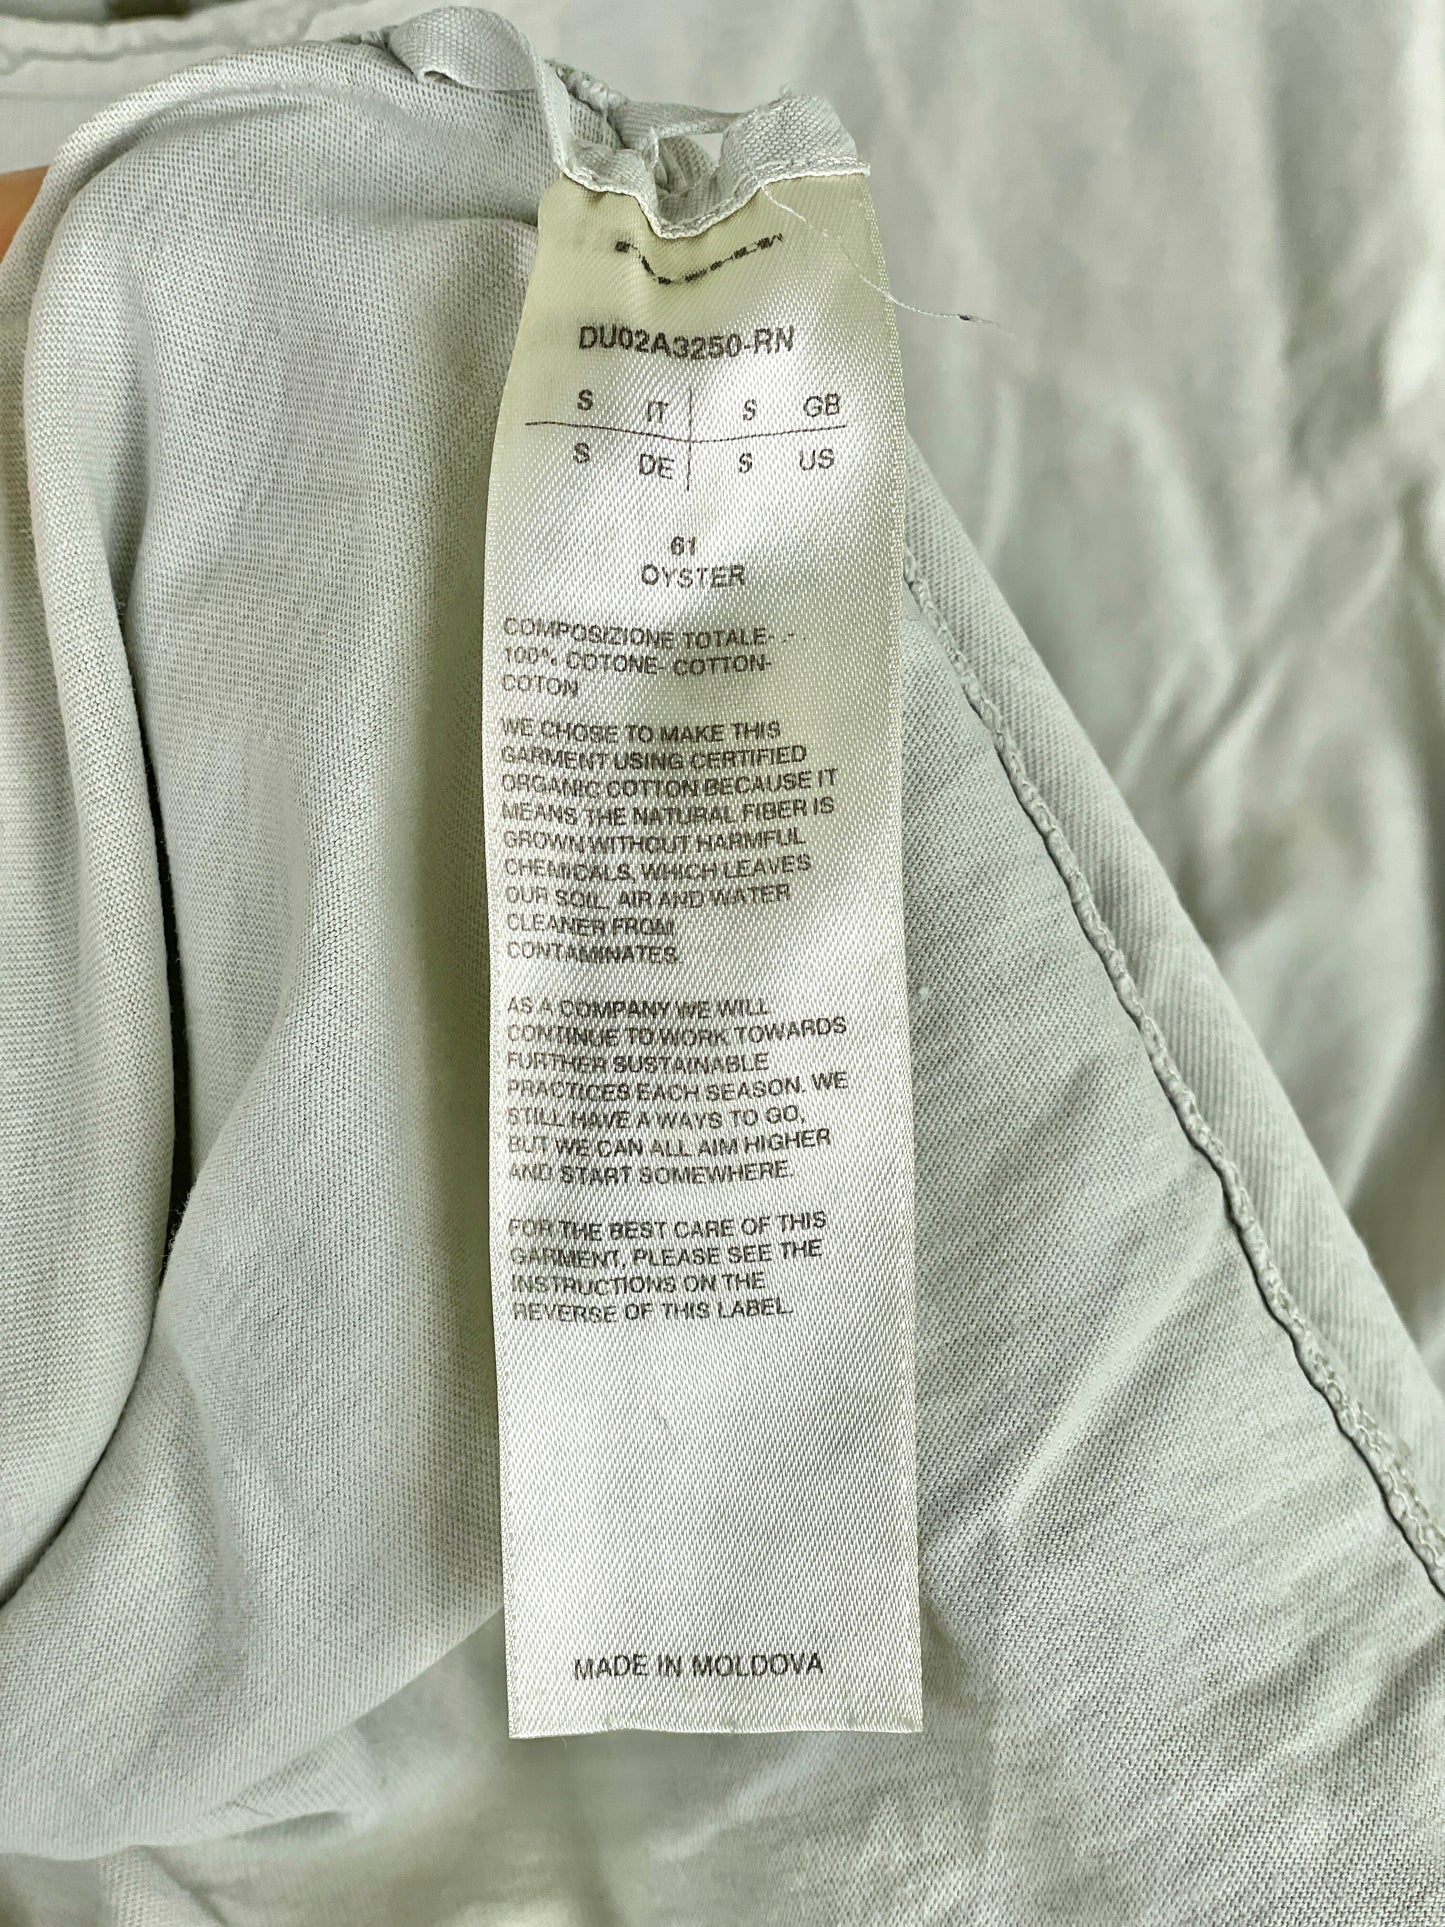 DU02A3250-RN
S IT S GB
S DE S US
61
OYSTER
COMPOSIZIONE TOTALE- - -
100% COTONE- COTTON-
COTON
WE CHOSE TO MAKE THIS
GARMENT USING CERTIFIED
ORGANIC COTTON BECAUSE IT
MEANS THE NATURAL FIBER IS
GROWN WITHOUT HARMFUL
CHEMICALS, WHICH LEAVES
OUR SOIL, AIR AND WATER
CLEANER FROM
CONTAMINATES.
AS A COMPANY WE WILL
CONTINUE TO WORK TOWARDS
FURTHER SUSTAINABLE
PRACTICES EACH SEASON. WE
STILL HAVE A WAYS TO GO,
BUT WE CAN ALL AIM HIGHER
AND START SOMEWHERE.
FOR THE BEST CARE OF THIS
GARMENT, PLEASE SEE THE
INSTRUCTIONS ON THE
REVERSE OF THIS LABEL.
MADE IN MOLDOVA